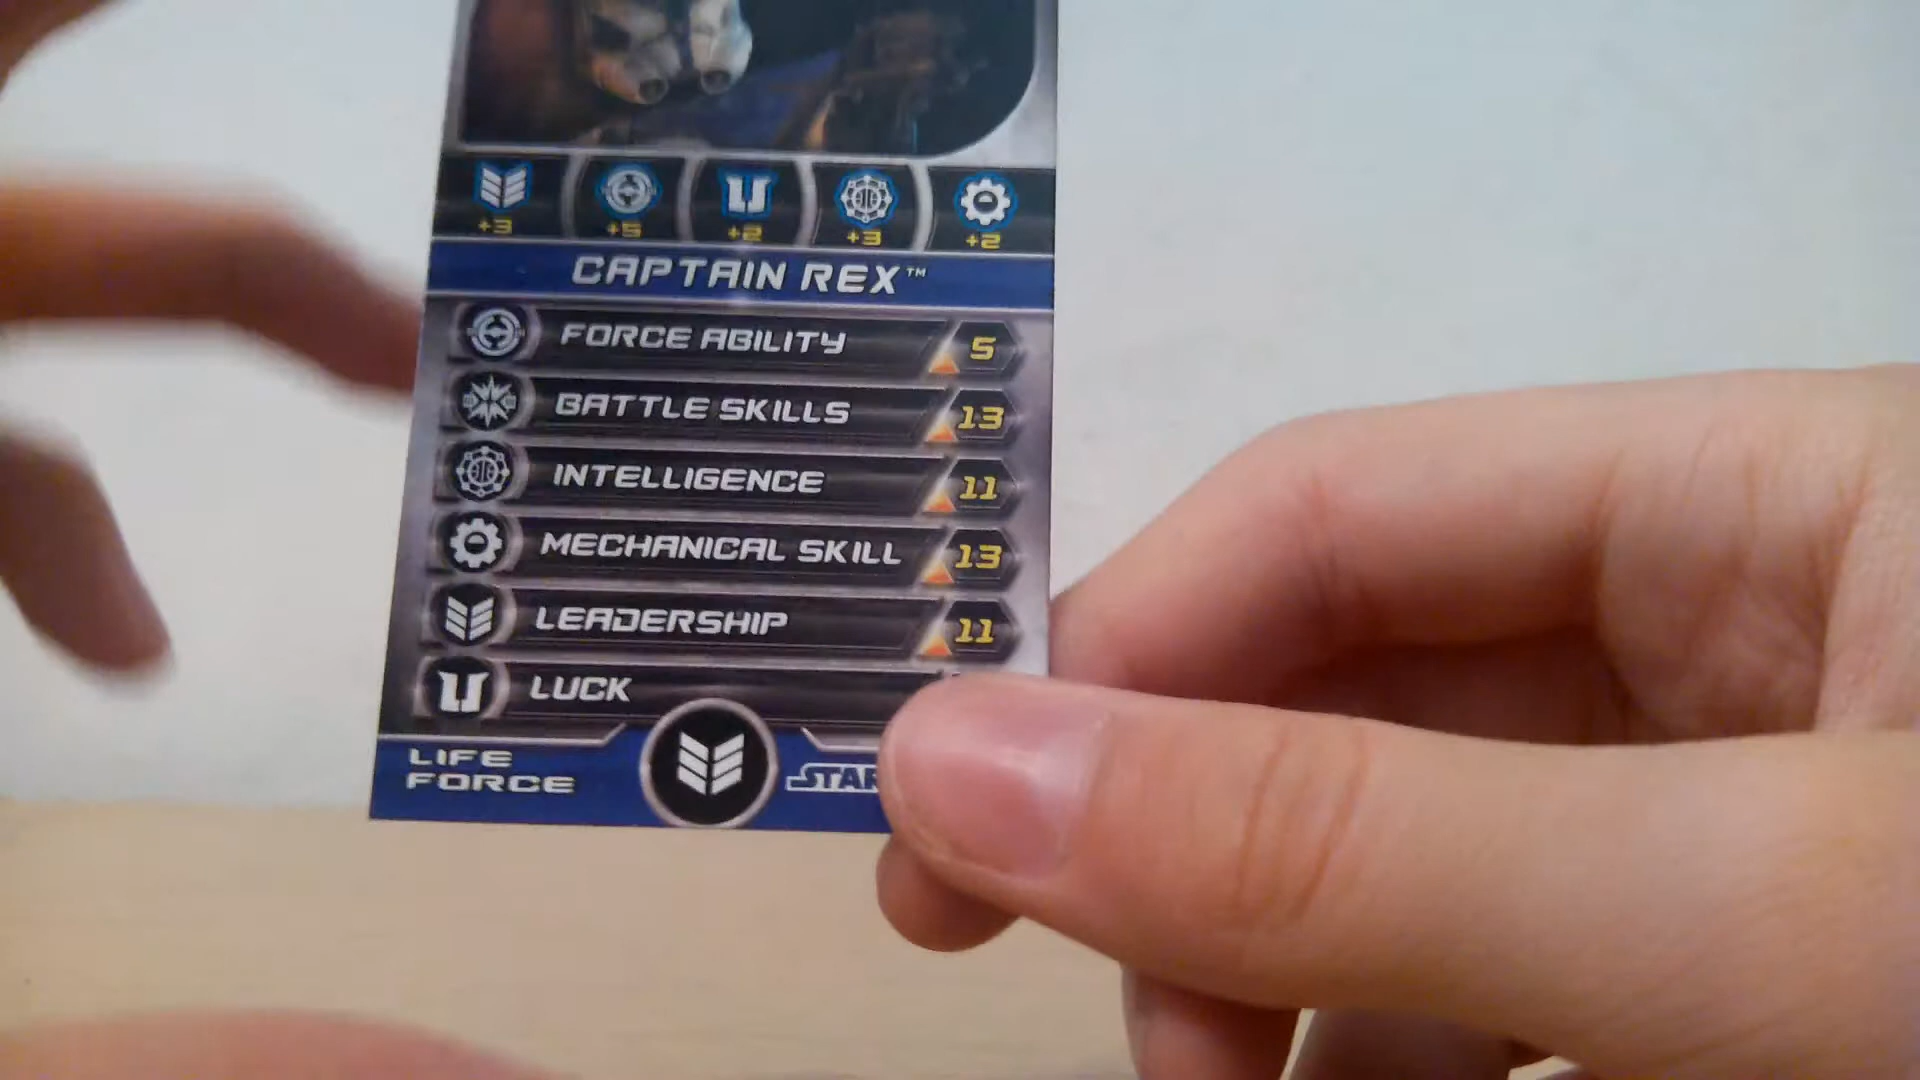 +3 +5 +2 +3 +2
CAPTAIN REX™
FORCE ABILITY 5
BATTLE SKILLS 13
INTELLIGENCE 11
MECHANICAL SKILL 13
LEADERSHIP 11
LUCK
LIFE
FORCE
STAR